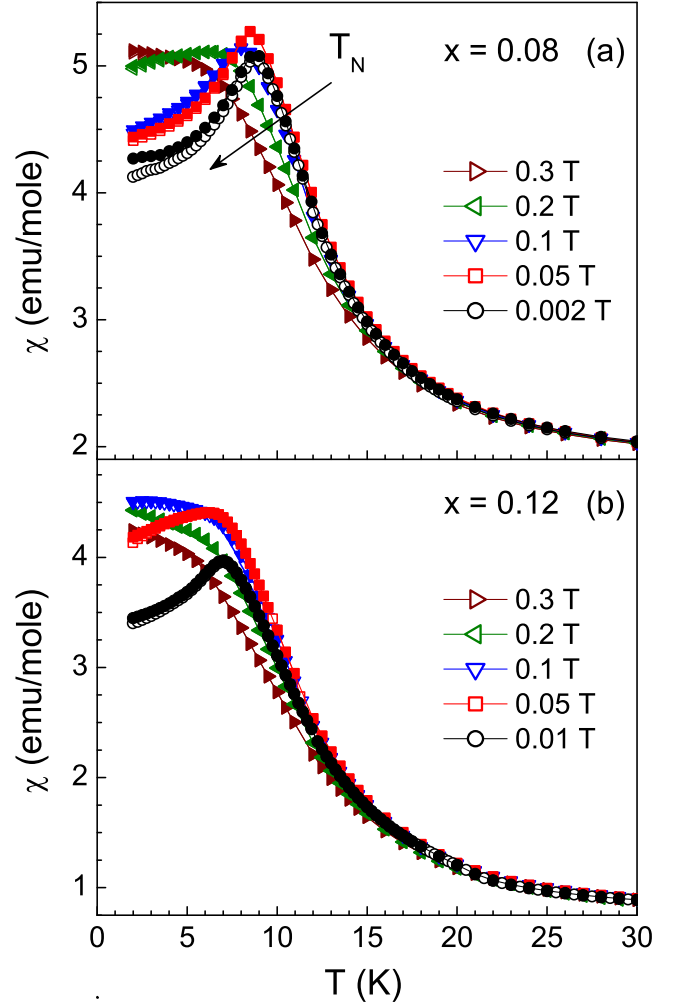 x = 0.08 (a)
T_N
5
4
3
2
χ (emu/mole)
0.3 T
0.2 T
0.1 T
0.05 T
0.002 T
x = 0.12 (b)
4
3
2
1
χ (emu/mole)
0.3 T
0.2 T
0.1 T
0.05 T
0.01 T
0 5 10 15 20 25 30
T (K)
.